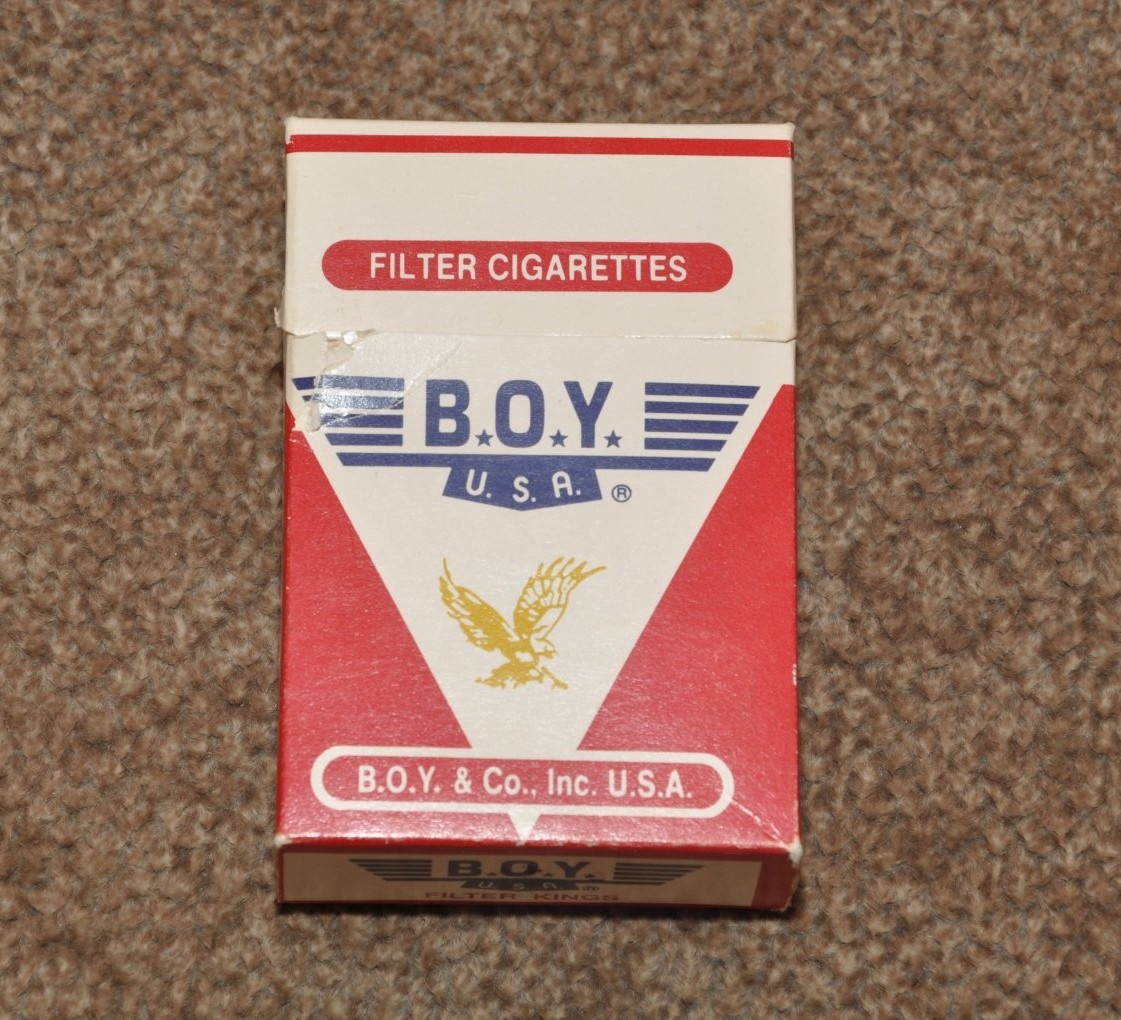 FILTER CIGARETTES
B.O.Y.
U. S. A. ®
B.O.Y. & Co., Inc. U.S.A.
B.O.Y.
U S A ®
FILTER KINGS